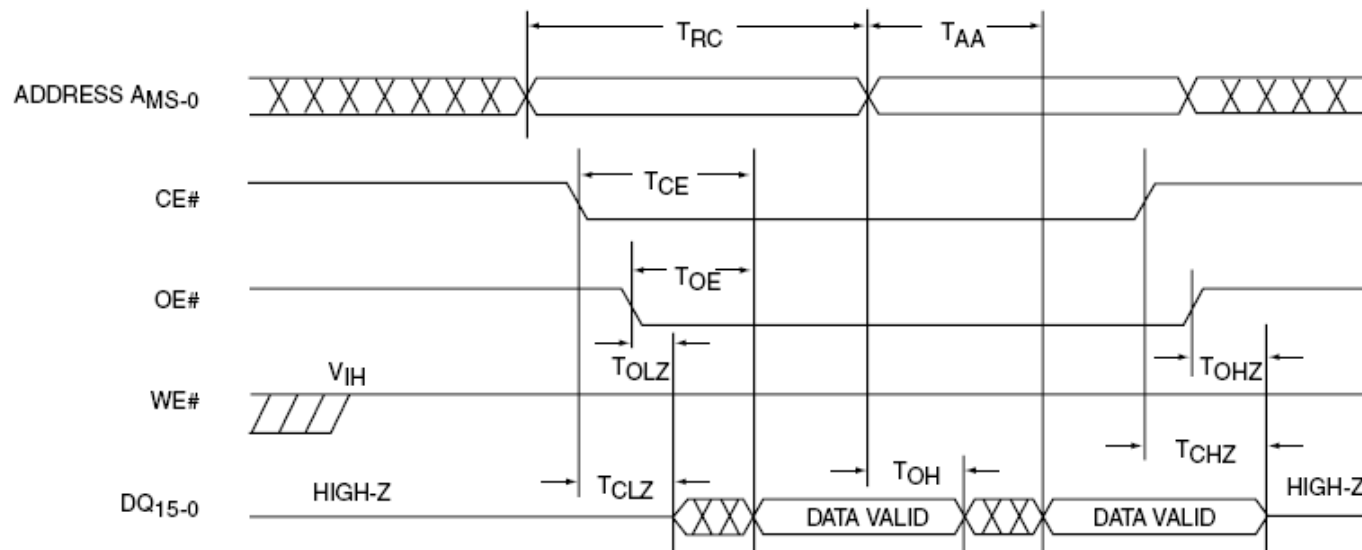 TRC
TAA
ADDRESS AMS-0
TCE
CE#
TOE
OE#
TOLZ
TOHZ
VIH
WE#
TCHZ
TOH
TCLZ
HIGH-Z
HIGH-Z
DQ15-0
DATA VALID
DATA VALID